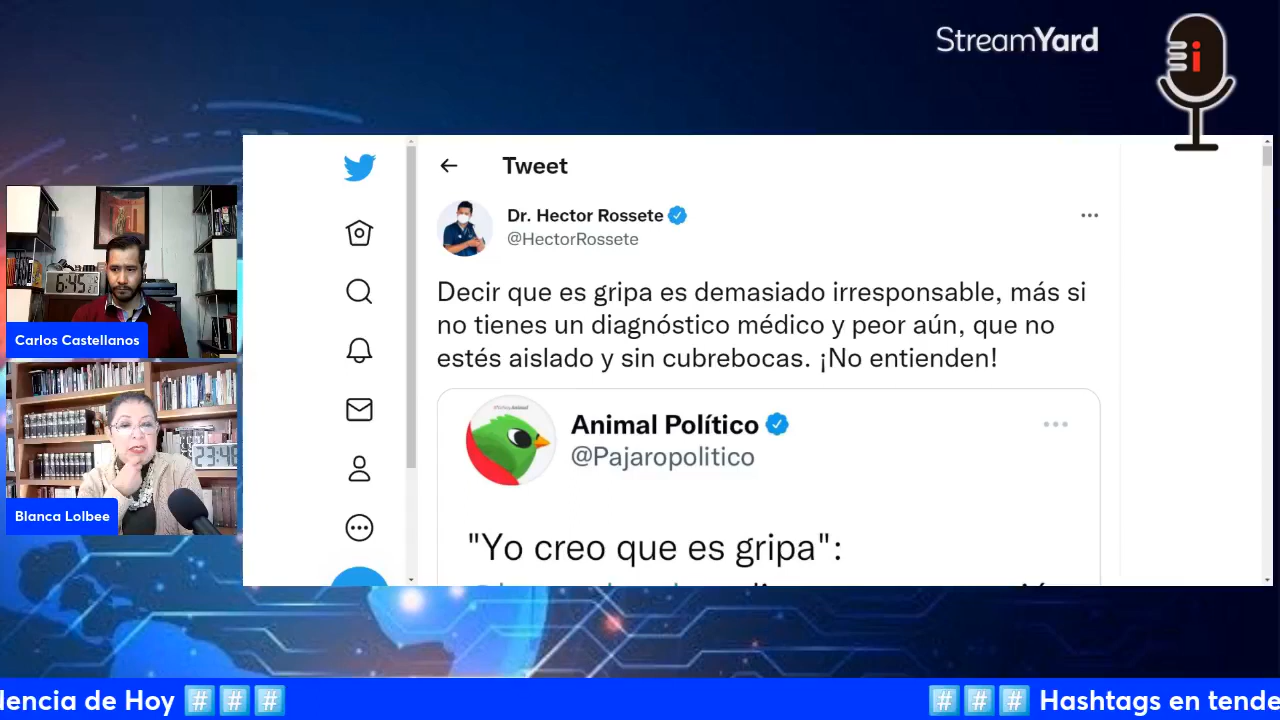 StreamYard
i
Tweet
Dr. Hector Rossete
@HectorRossete
Decir que es gripa es demasiado irresponsable, más si
no tienes un diagnóstico médico y peor aún, que no
estés aislado y sin cubrebocas. ¡No entienden!
Animal Político
@Pajaropolitico
"Yo creo que es gripa":
6:45
Carlos Castellanos
23:48
Blanca Lolbee
dencia de Hoy # # #
# # # Hashtags en tende